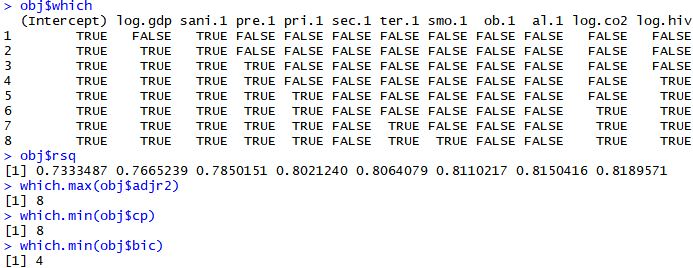 > obj$which
  (Intercept) log.gdp sani.1 pre.1 pri.1 sec.1 ter.1 smo.1  ob.1  al.1 log.co2 log.hiv
1        TRUE   FALSE   TRUE FALSE FALSE FALSE FALSE FALSE FALSE FALSE   FALSE   FALSE
2        TRUE    TRUE   TRUE FALSE FALSE FALSE FALSE FALSE FALSE FALSE   FALSE   FALSE
3        TRUE    TRUE   TRUE  TRUE FALSE FALSE FALSE FALSE FALSE FALSE   FALSE   FALSE
4        TRUE    TRUE   TRUE  TRUE FALSE FALSE FALSE FALSE FALSE FALSE   FALSE    TRUE
5        TRUE    TRUE   TRUE  TRUE  TRUE FALSE FALSE FALSE FALSE FALSE   FALSE    TRUE
6        TRUE    TRUE   TRUE  TRUE  TRUE FALSE FALSE FALSE FALSE FALSE    TRUE    TRUE
7        TRUE    TRUE   TRUE  TRUE  TRUE FALSE  TRUE FALSE FALSE FALSE    TRUE    TRUE
8        TRUE    TRUE   TRUE  TRUE  TRUE FALSE  TRUE  TRUE FALSE FALSE    TRUE    TRUE
> obj$rsq
[1] 0.7333487 0.7665239 0.7850151 0.8021240 0.8064079 0.8110217 0.8150416 0.8189571
> which.max(obj$adjr2)
[1] 8
> which.min(obj$cp)
[1] 8
> which.min(obj$bic)
[1] 4